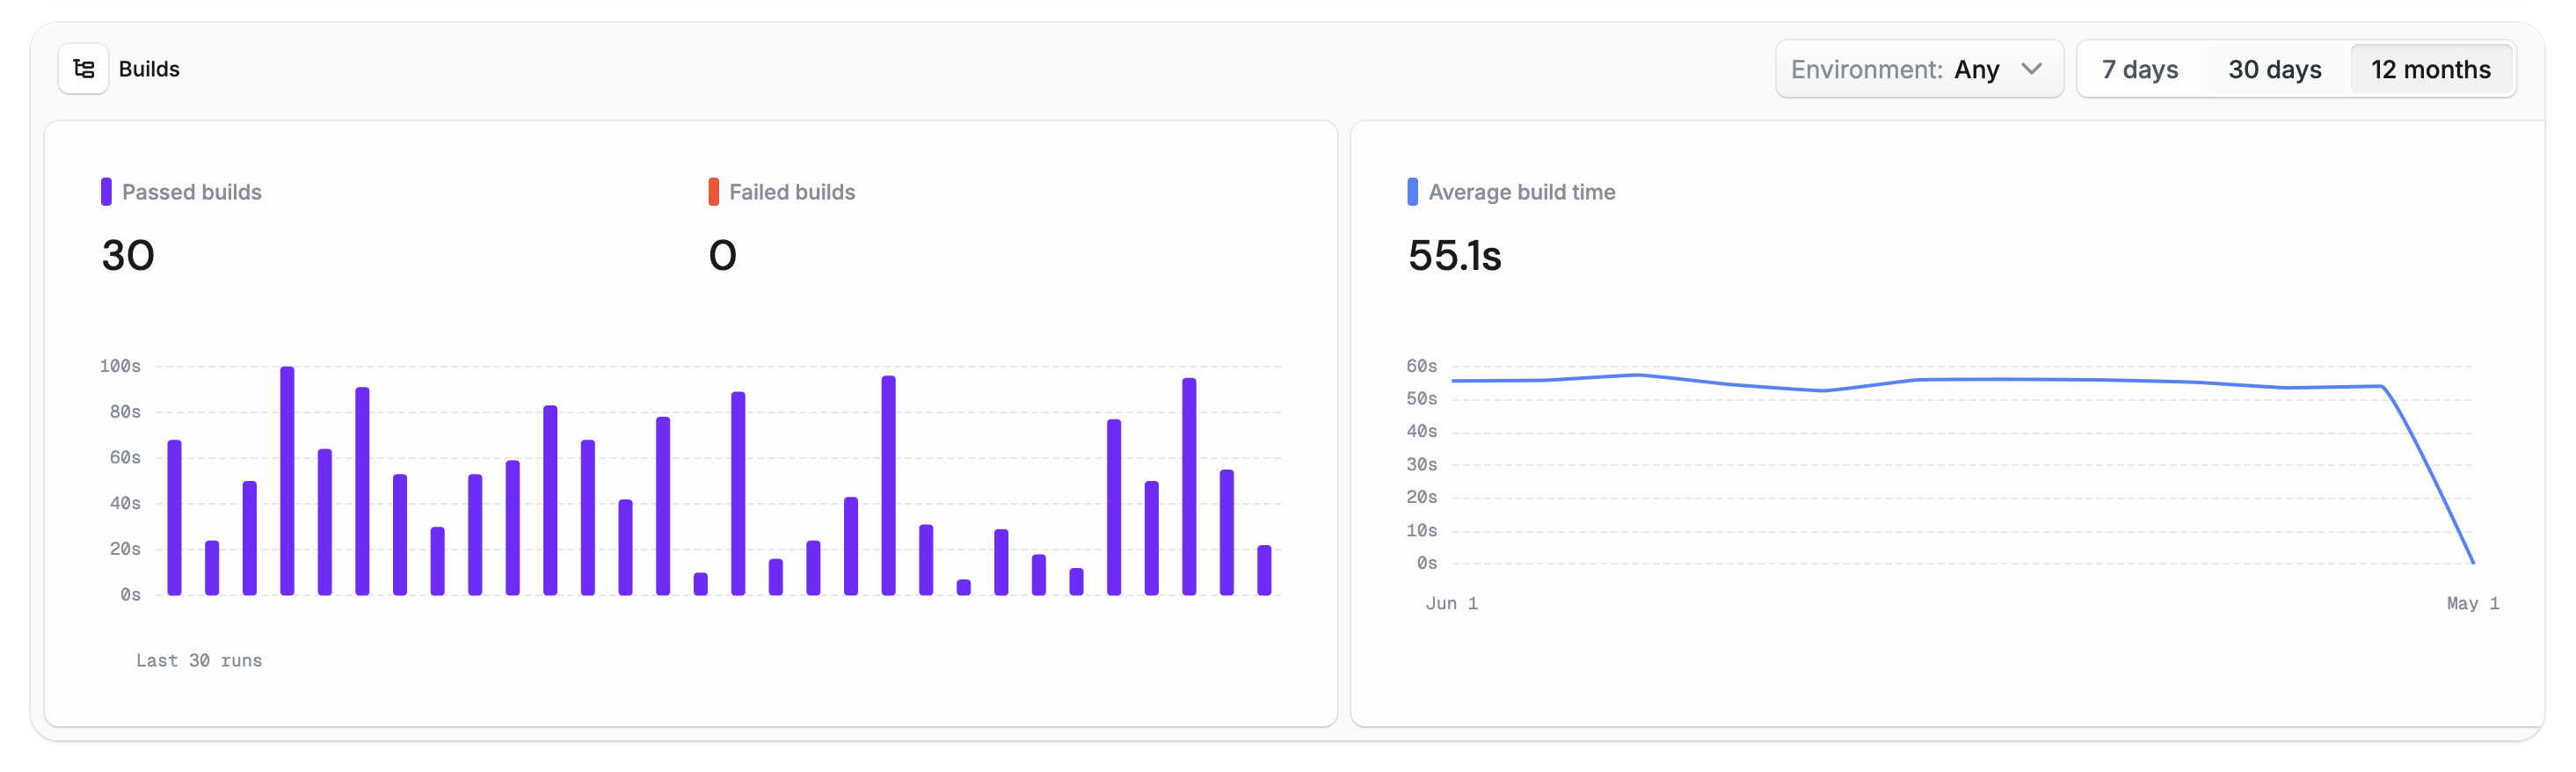 Builds
Environment: Any
7 days
30 days
12 months
Passed builds
30
Failed builds
0
100s
80s
60s
40s
20s
0s
Last 30 runs
Average build time
55.1s
60s
50s
40s
30s
20s
10s
0s
Jun 1
May 1